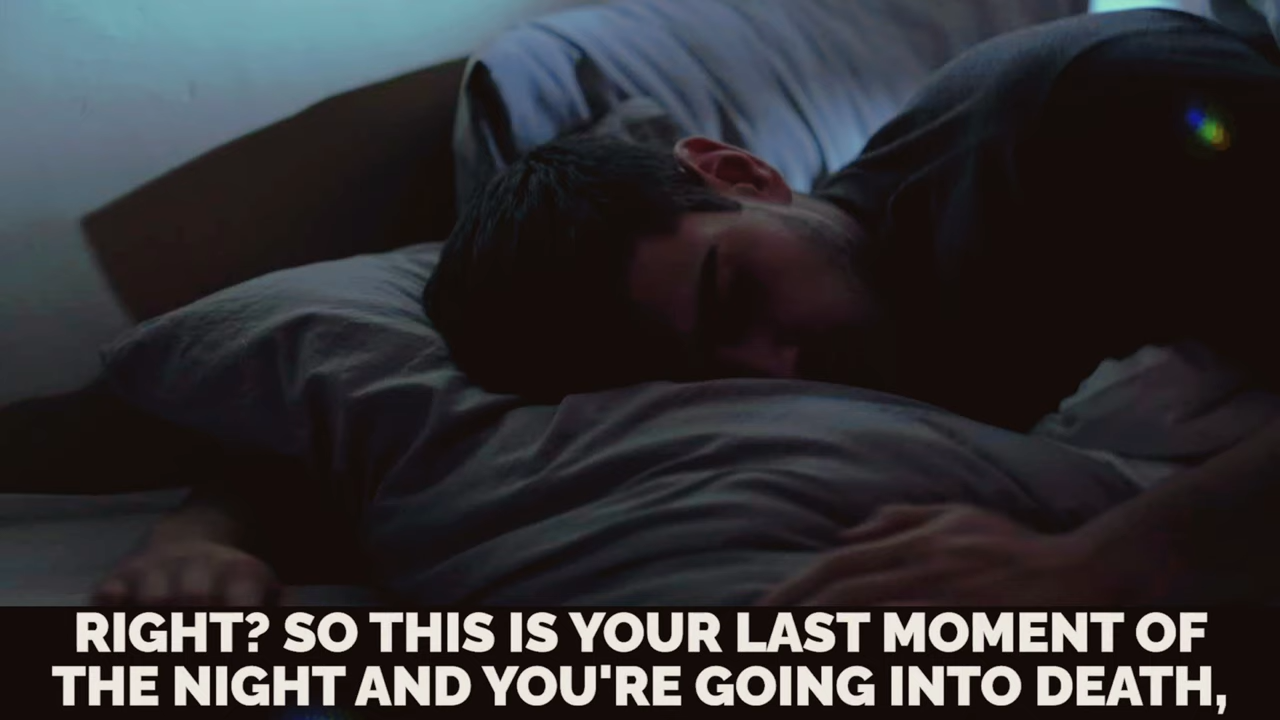 RIGHT? SO THIS IS YOUR LAST MOMENT OF
THE NIGHT AND YOU'RE GOING INTO DEATH,